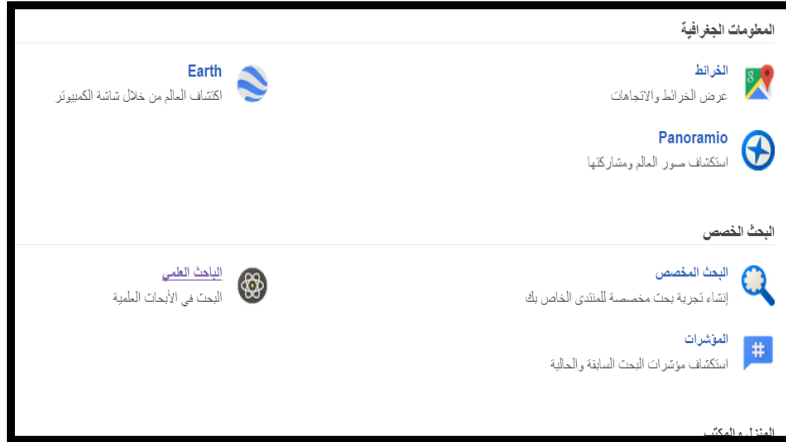 المعلومات الجغرافية
الخرائط
عرض الخرائط والاتجاهات
Earth
اكتشاف العالم من خلال شاشة الكمبيوتر
Panoramio
استكشاف صور العالم ومشاركتها
البحث الخصص
البحث المخصص
إنشاء تجربة بحث مخصصة للمنتدى الخاص بك
الباحث العلمي
البحث في الأبحاث العلمية
المؤشرات
استكشاف مؤشرات البحث السابقة والحالية
المنزل والمكتب